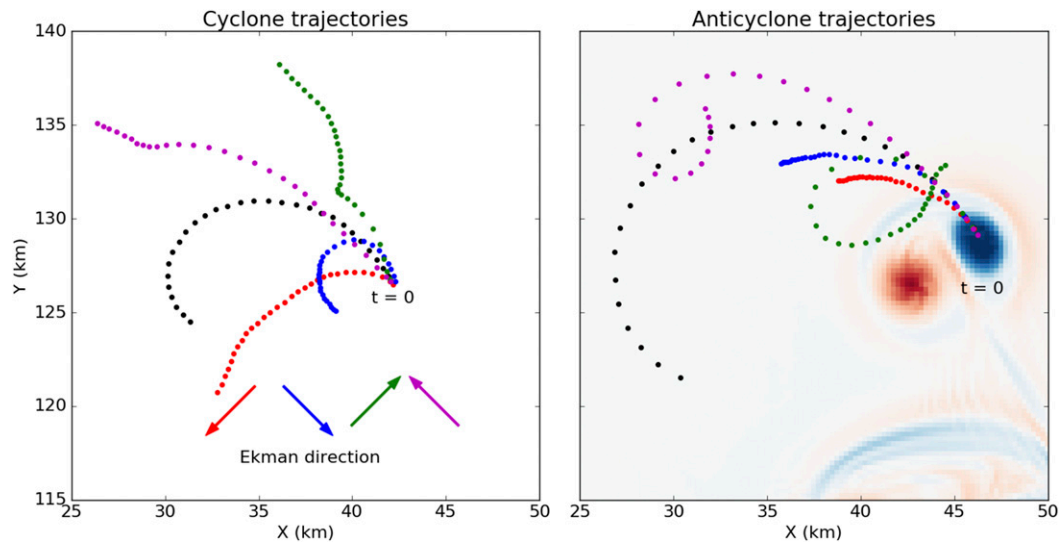 Cyclone trajectories
Anticyclone trajectories
140
135
130
125
120
115
Y (km)
t = 0
t = 0
Ekman direction
25 30 35 40 45 50
25 30 35 40 45 50
X (km)
X (km)